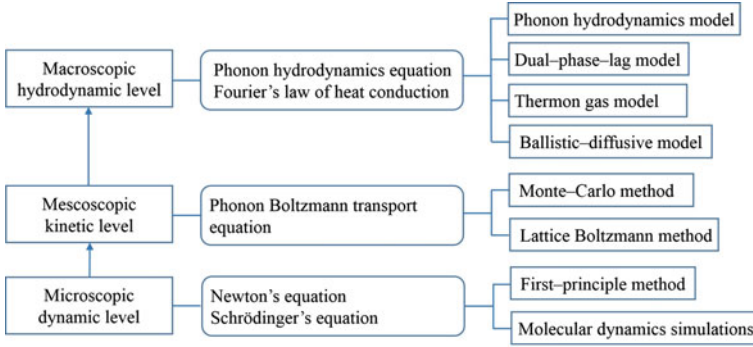 Phonon hydrodynamics model
Macroscopic
hydrodynamic level
Phonon hydrodynamics equation
Fourier's law of heat conduction
Dual–phase–lag model
Thermon gas model
Ballistic–diffusive model
Mescoscopic
kinetic level
Phonon Boltzmann transport
equation
Monte–Carlo method
Lattice Boltzmann method
Microscopic
dynamic level
Newton's equation
Schrödinger's equation
First–principle method
Molecular dynamics simulations